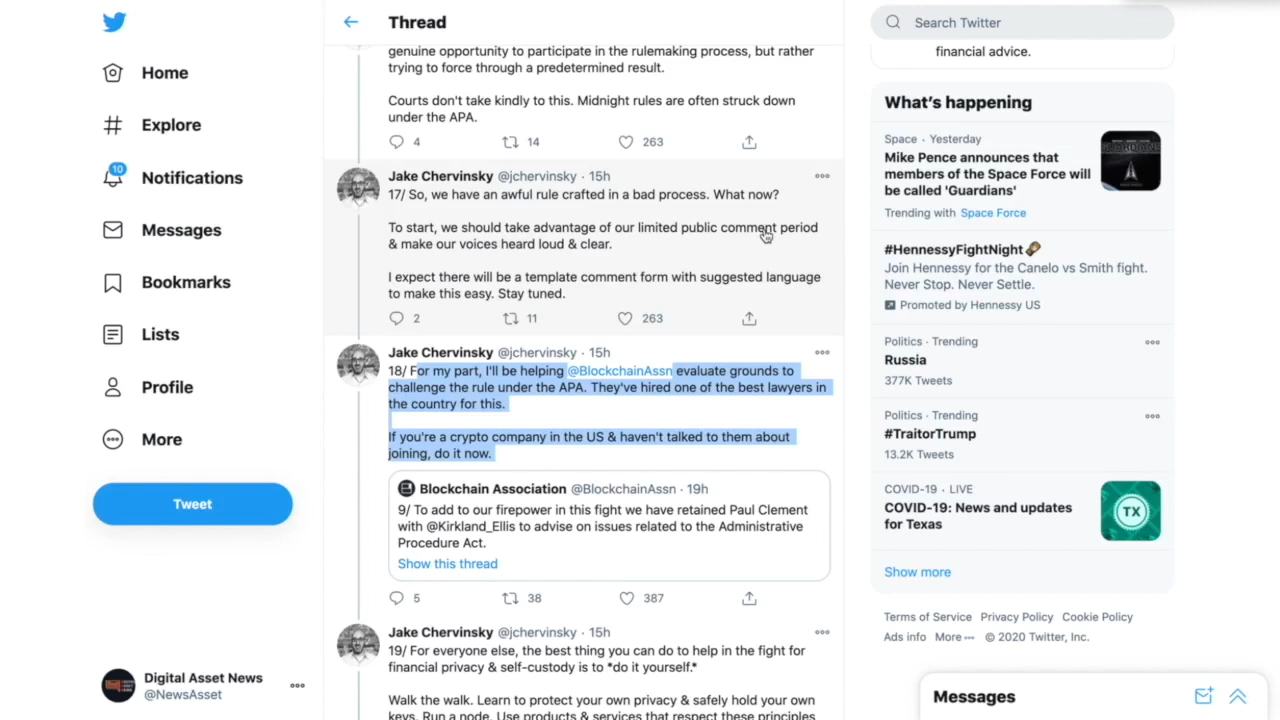 Home
Explore
10
Notifications
Messages
Bookmarks
Lists
Profile
More
Tweet
Digital Asset News
@NewsAsset
Thread
genuine opportunity to participate in the rulemaking process, but rather
trying to force through a predetermined result.
Courts don't take kindly to this. Midnight rules are often struck down
under the APA.
4 14 263
Jake Chervinsky @jchervinsky · 15h
17/ So, we have an awful rule crafted in a bad process. What now?
To start, we should take advantage of our limited public comment period
& make our voices heard loud & clear.
I expect there will be a template comment form with suggested language
to make this easy. Stay tuned.
2 11 263
Jake Chervinsky @jchervinsky · 15h
18/ For my part, I'll be helping @BlockchainAssn evaluate grounds to
challenge the rule under the APA. They've hired one of the best lawyers in
the country for this.
If you're a crypto company in the US & haven't talked to them about
joining, do it now.
Blockchain Association @BlockchainAssn · 19h
9/ To add to our firepower in this fight we have retained Paul Clement
with @Kirkland_Ellis to advise on issues related to the Administrative
Procedure Act.
Show this thread
5 38 387
Jake Chervinsky @jchervinsky · 15h
19/ For everyone else, the best thing you can do to help in the fight for
financial privacy & self-custody is to *do it yourself.*
Walk the walk. Learn to protect your own privacy & safely hold your own
keys. Run a node. Use products & services that respect these principles
Search Twitter
financial advice.
What's happening
Space · Yesterday
Mike Pence announces that
members of the Space Force will
be called 'Guardians'
Trending with Space Force
#HennessyFightNight
Join Hennessy for the Canelo vs Smith fight.
Never Stop. Never Settle.
Promoted by Hennessy US
Politics · Trending
Russia
377K Tweets
Politics · Trending
#TraitorTrump
13.2K Tweets
COVID-19 · LIVE
COVID-19: News and updates
for Texas
TX
Show more
Terms of Service Privacy Policy Cookie Policy
Ads info More © 2020 Twitter, Inc.
Messages